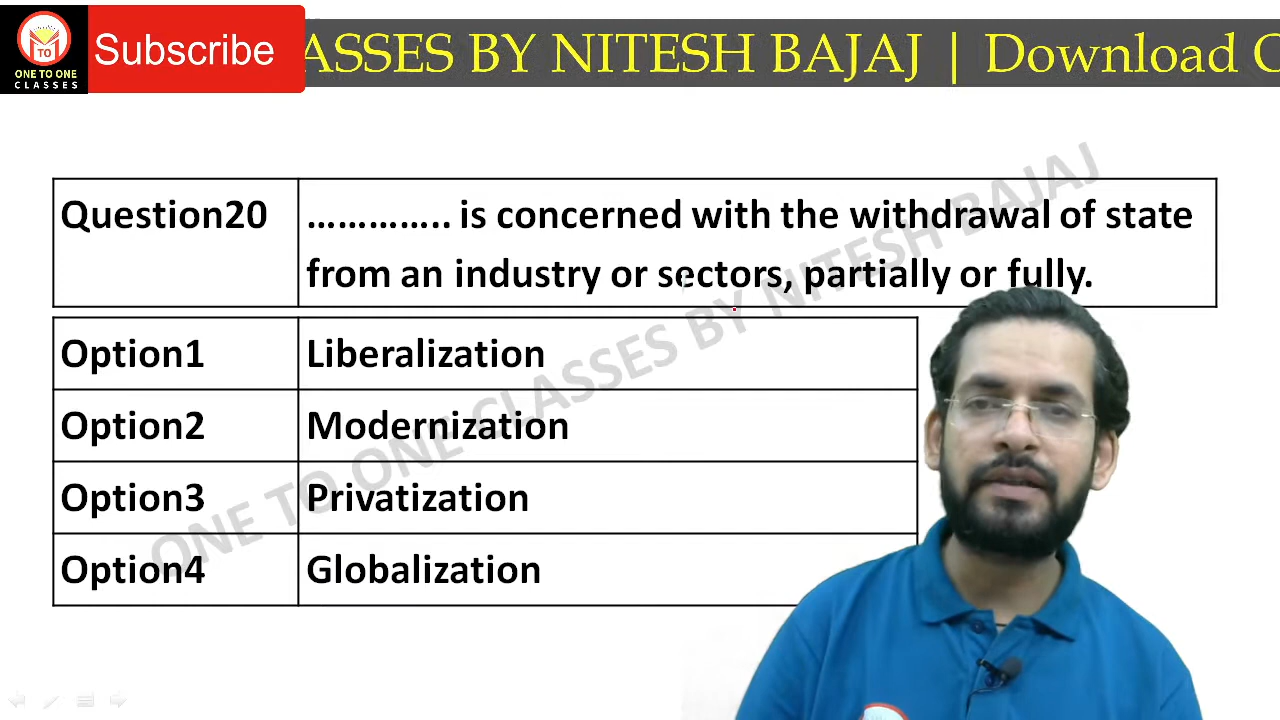 TO
ONE TO ONE
CLASSES
Subscribe
ASSES BY NITESH BAJAJ | Download
Question20
………….. is concerned with the withdrawal of state
from an industry or sectors, partially or fully.
Option1
Liberalization
Option2
Modernization
Option3
Privatization
Option4
Globalization
ONE TO ONE CLASSES BY NITESH BAJAJ